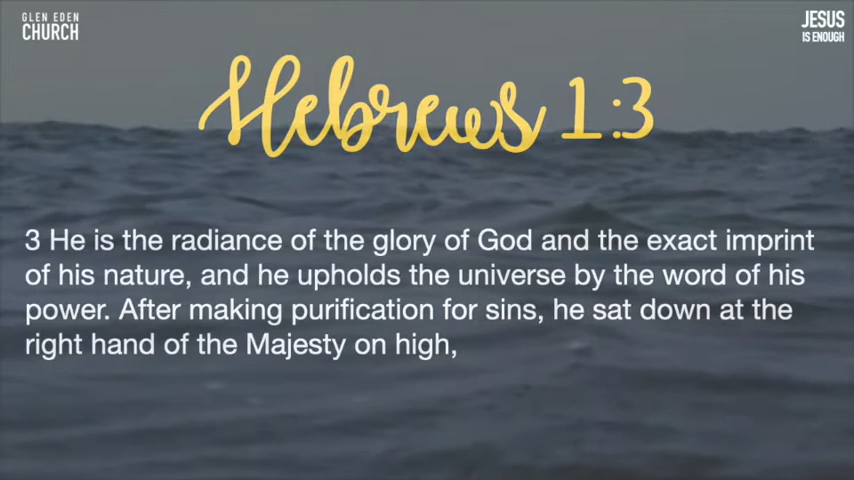 GLEN EDEN
CHURCH
JESUS
IS ENOUGH
Hebrews 1:3
3 He is the radiance of the glory of God and the exact imprint
of his nature, and he upholds the universe by the word of his
power. After making purification for sins, he sat down at the
right hand of the Majesty on high,